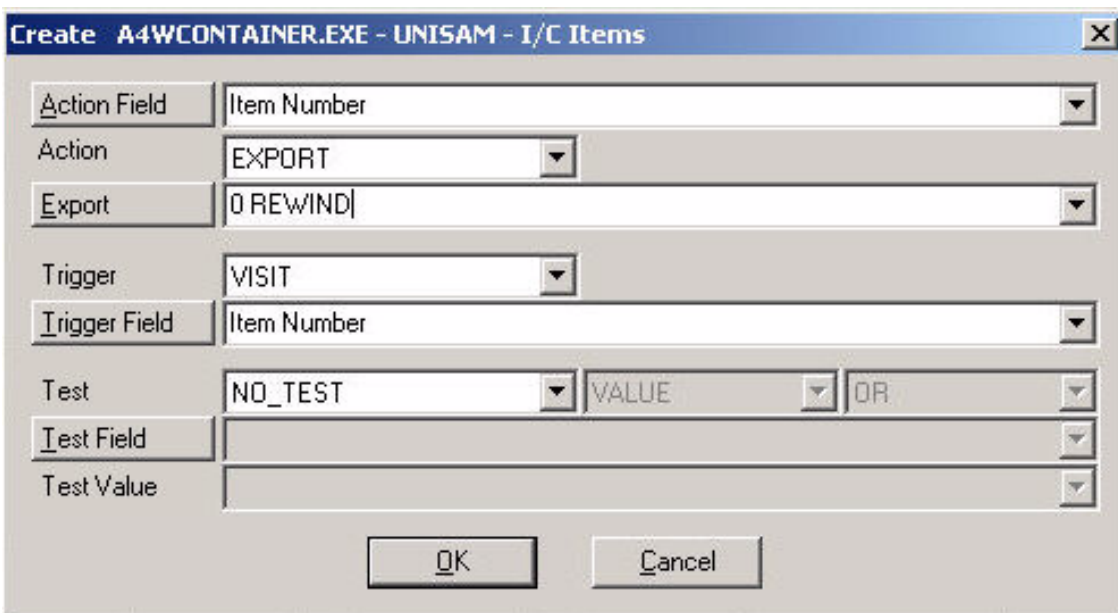 Create A4WCONTAINER.EXE - UNISAM - I/C Items
Action Field Item Number
Action EXPORT
Export 0 REWIND
Trigger VISIT
Trigger Field Item Number
Test NO_TEST VALUE OR
Test Field
Test Value
OK Cancel